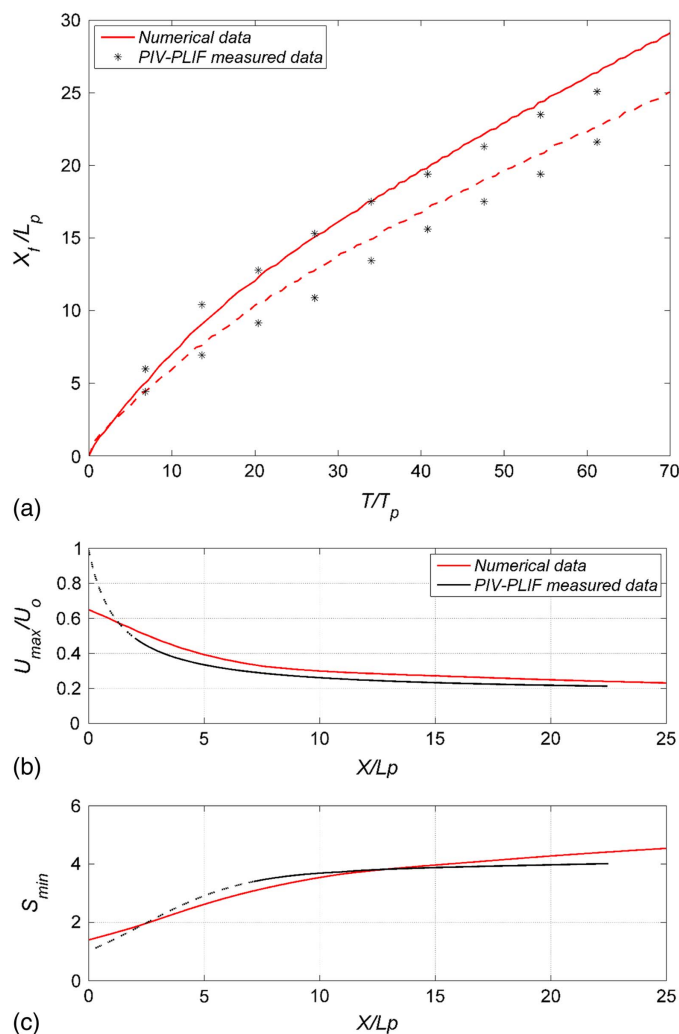 Numerical data
PIV-PLIF measured data
30
25
20
15
10
5
0
X_f/L_p
0 10 20 30 40 50 60 70
T/T_p
(a)
Numerical data
PIV-PLIF measured data
1
0.8
0.6
0.4
0.2
0
U_max/U_o
0 5 10 15 20 25
X/Lp
(b)
6
4
2
0
S_min
0 5 10 15 20 25
X/Lp
(c)